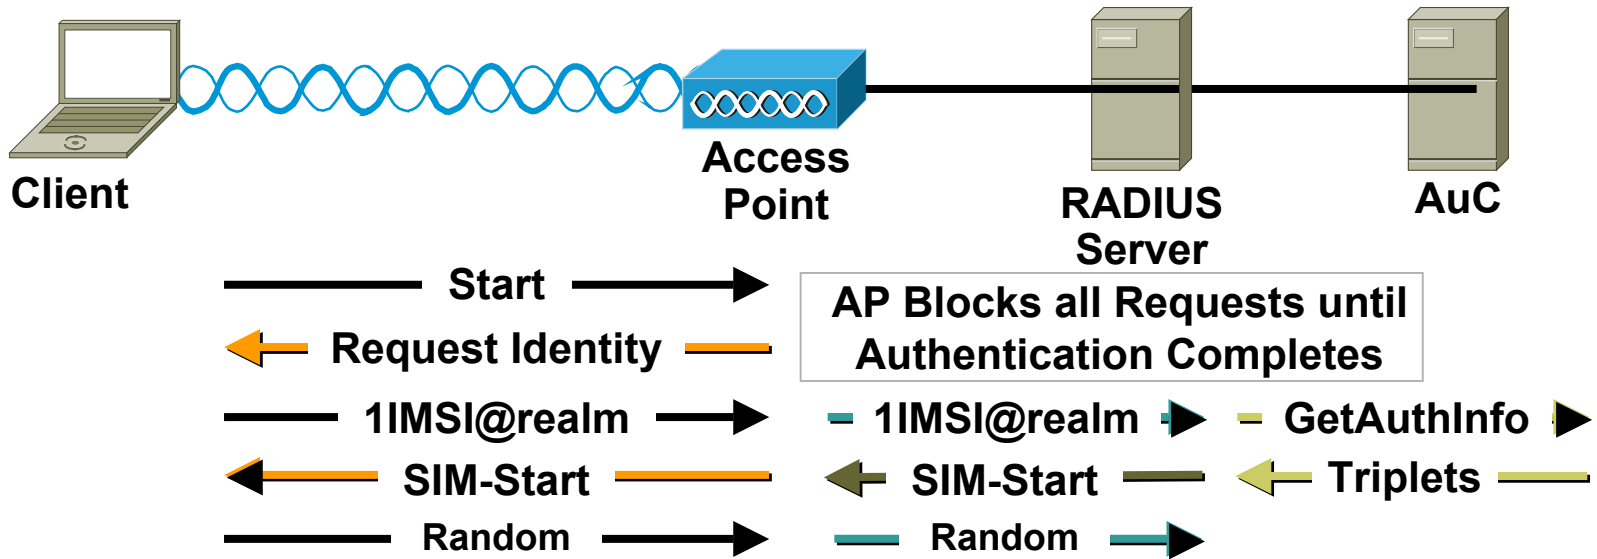 Client
Access
Point
RADIUS
Server
AuC
Start
AP Blocks all Requests until
Authentication Completes
Request Identity
1IMSI@realm
1IMSI@realm
GetAuthInfo
SIM-Start
SIM-Start
Triplets
Random
Random